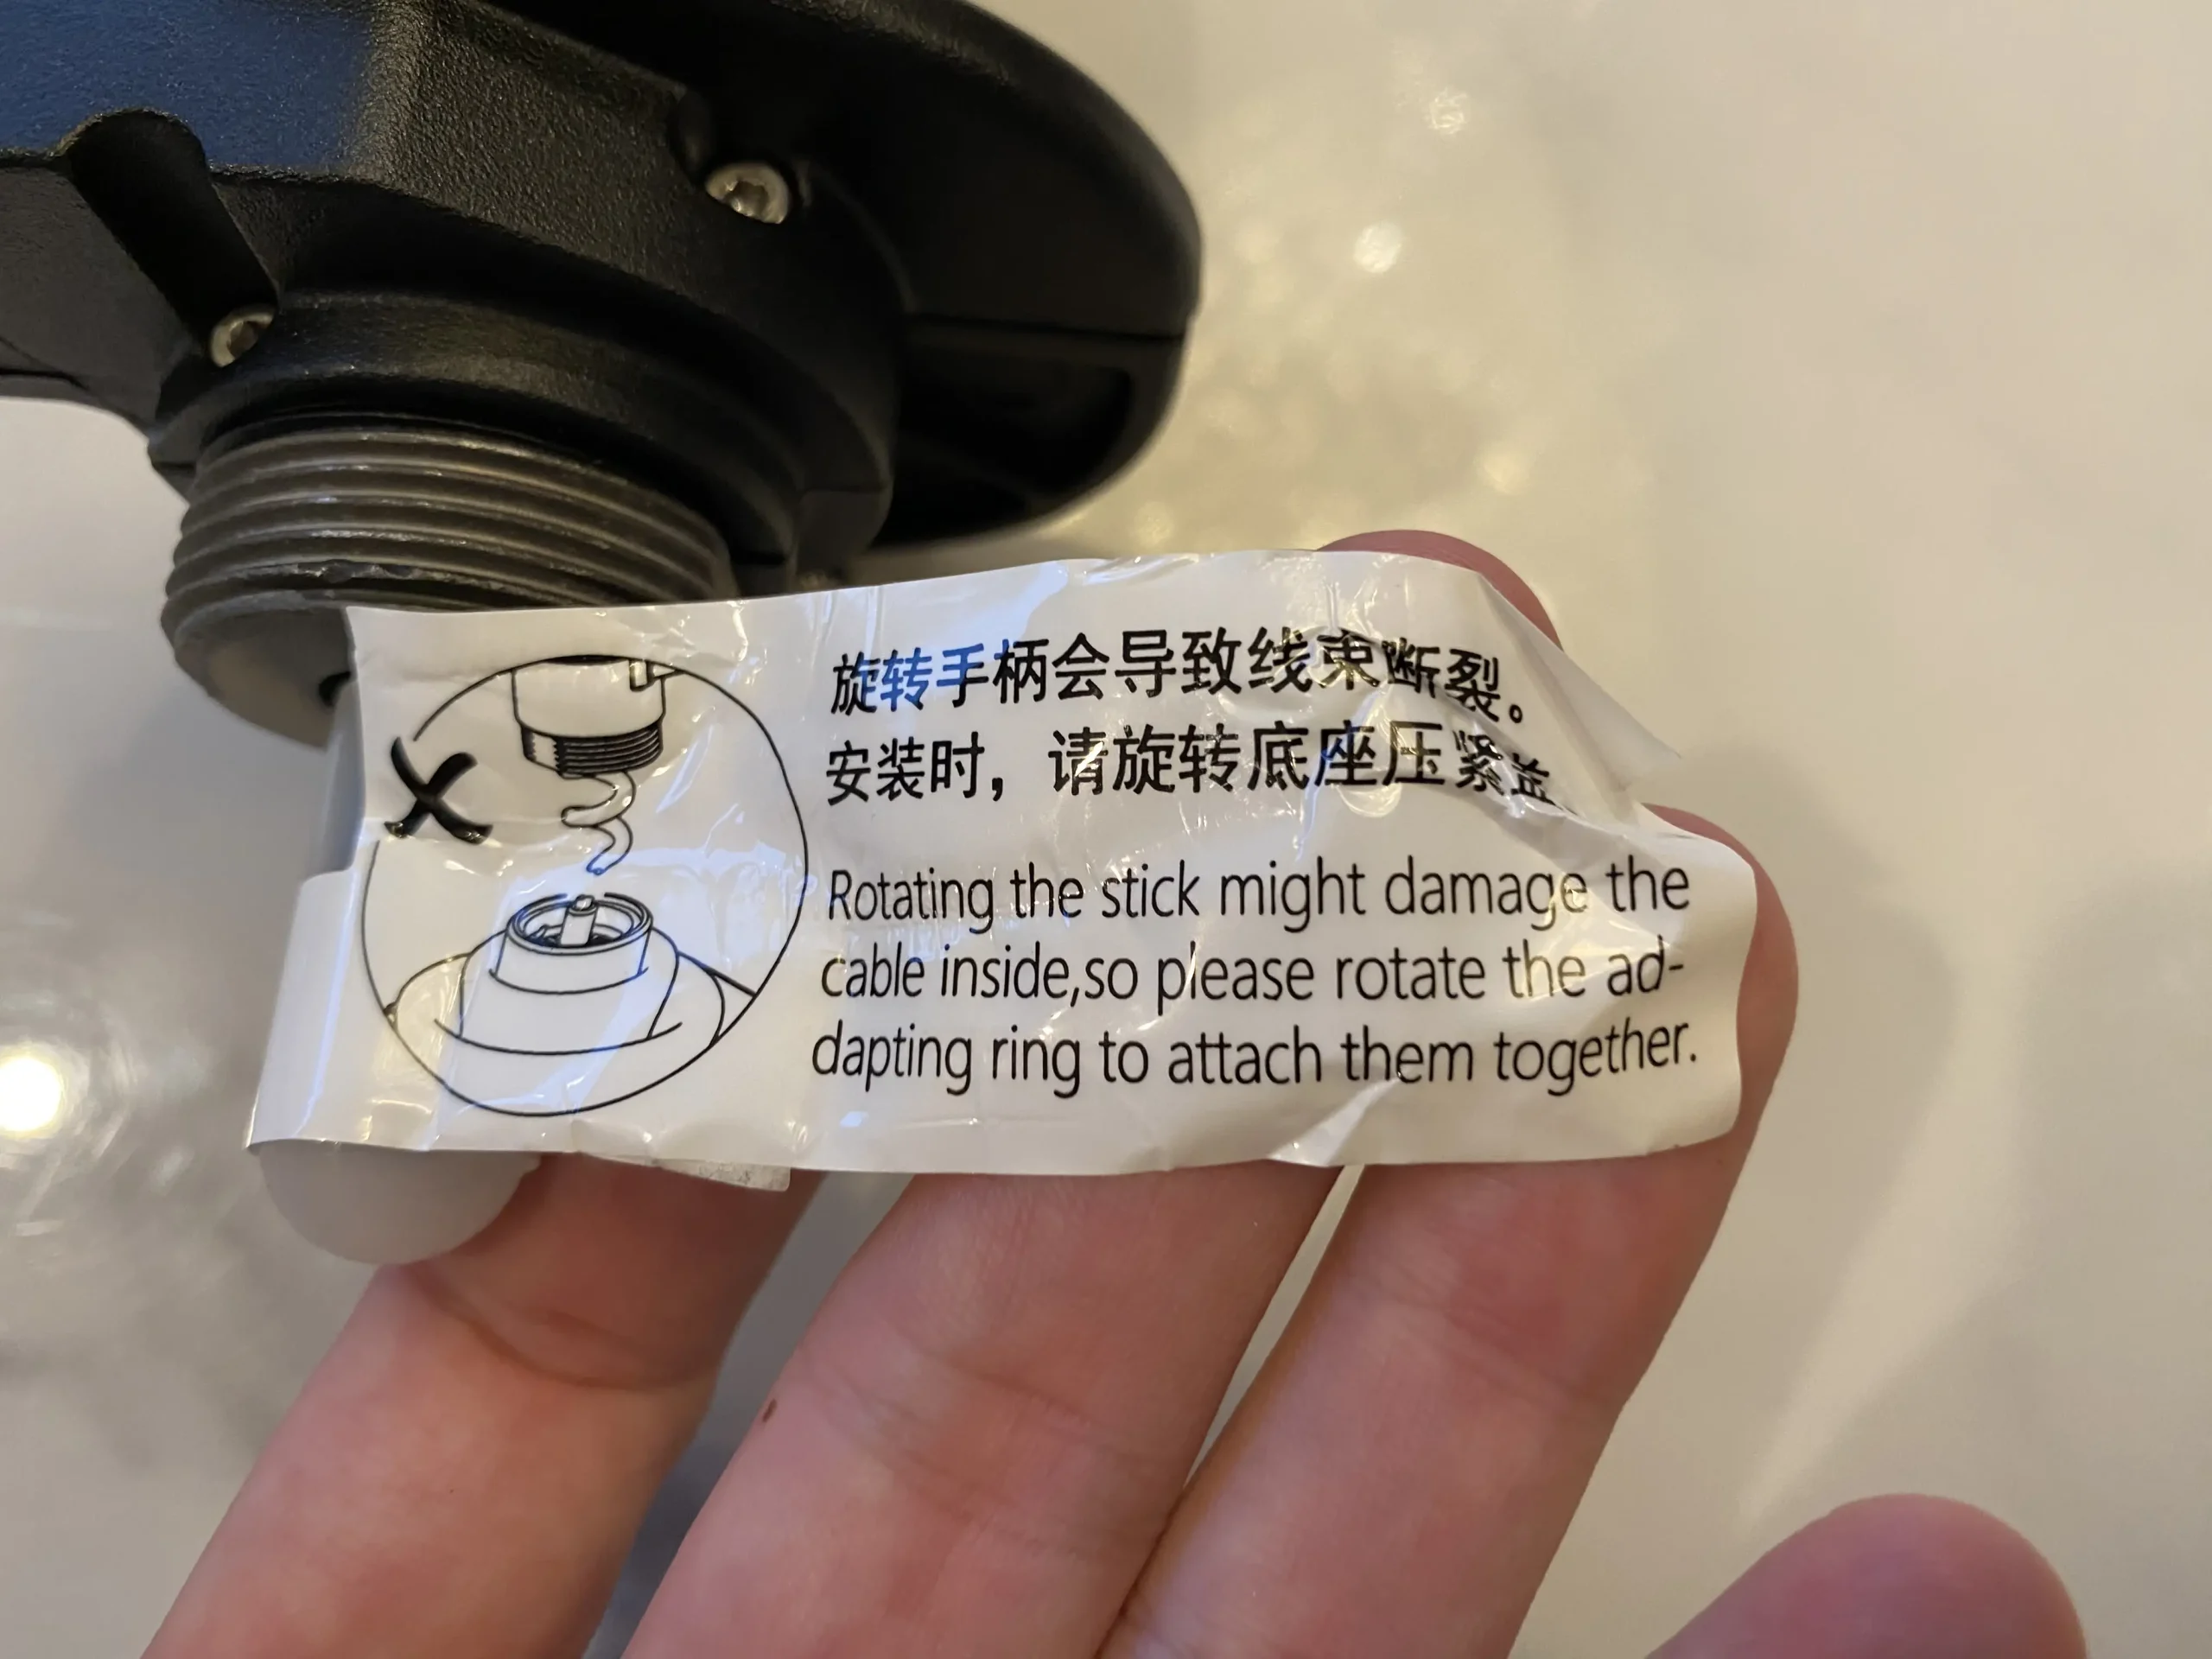 旋转手柄会导致线束断裂。
安装时，请旋转底座压紧盖
Rotating the stick might damage the
cable inside,so please rotate the ad-
dapting ring to attach them together.